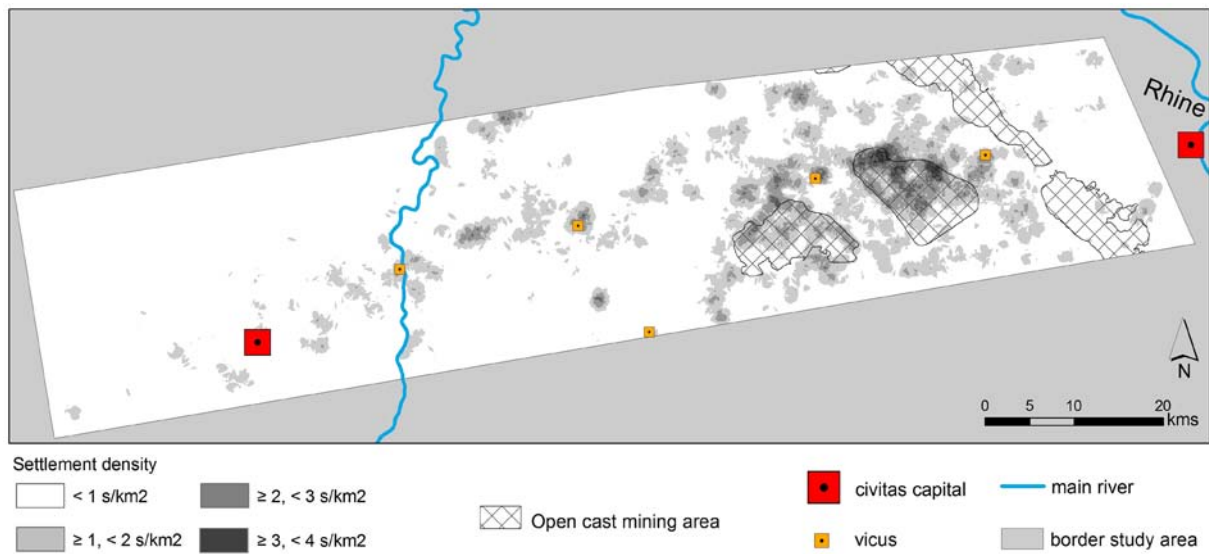 Rhine
N
0 5 10 20
kms
Settlement density
< 1 s/km2
≥ 2, < 3 s/km2
≥ 1, < 2 s/km2
≥ 3, < 4 s/km2
Open cast mining area
civitas capital
main river
vicus
border study area